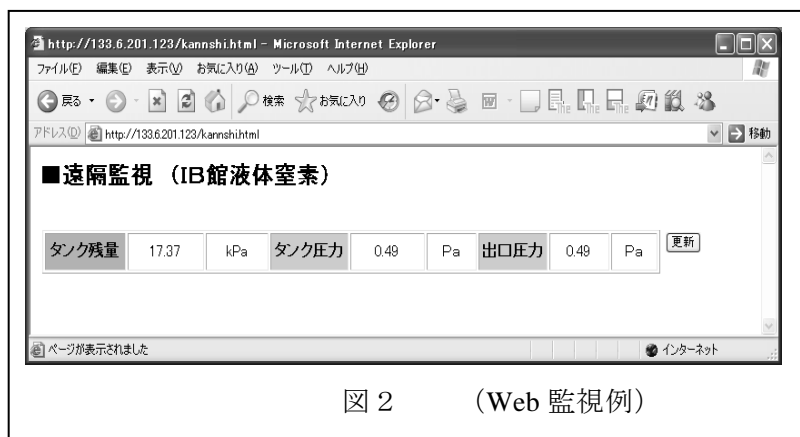 http://133.6.201.123/kannshi.html - Microsoft Internet Explorer
ファイル(F) 編集(E) 表示(V) お気に入り(A) ツール(T) ヘルプ(H)
戻る 検索 お気に入り
アドレス(D) http://133.6.201.123/kannshi.html 移動
■遠隔監視 （IB館液体窒素）
タンク残量 17.37 kPa タンク圧力 0.49 Pa 出口圧力 0.49 Pa 更新
ページが表示されました インターネット
図２ （Web 監視例）